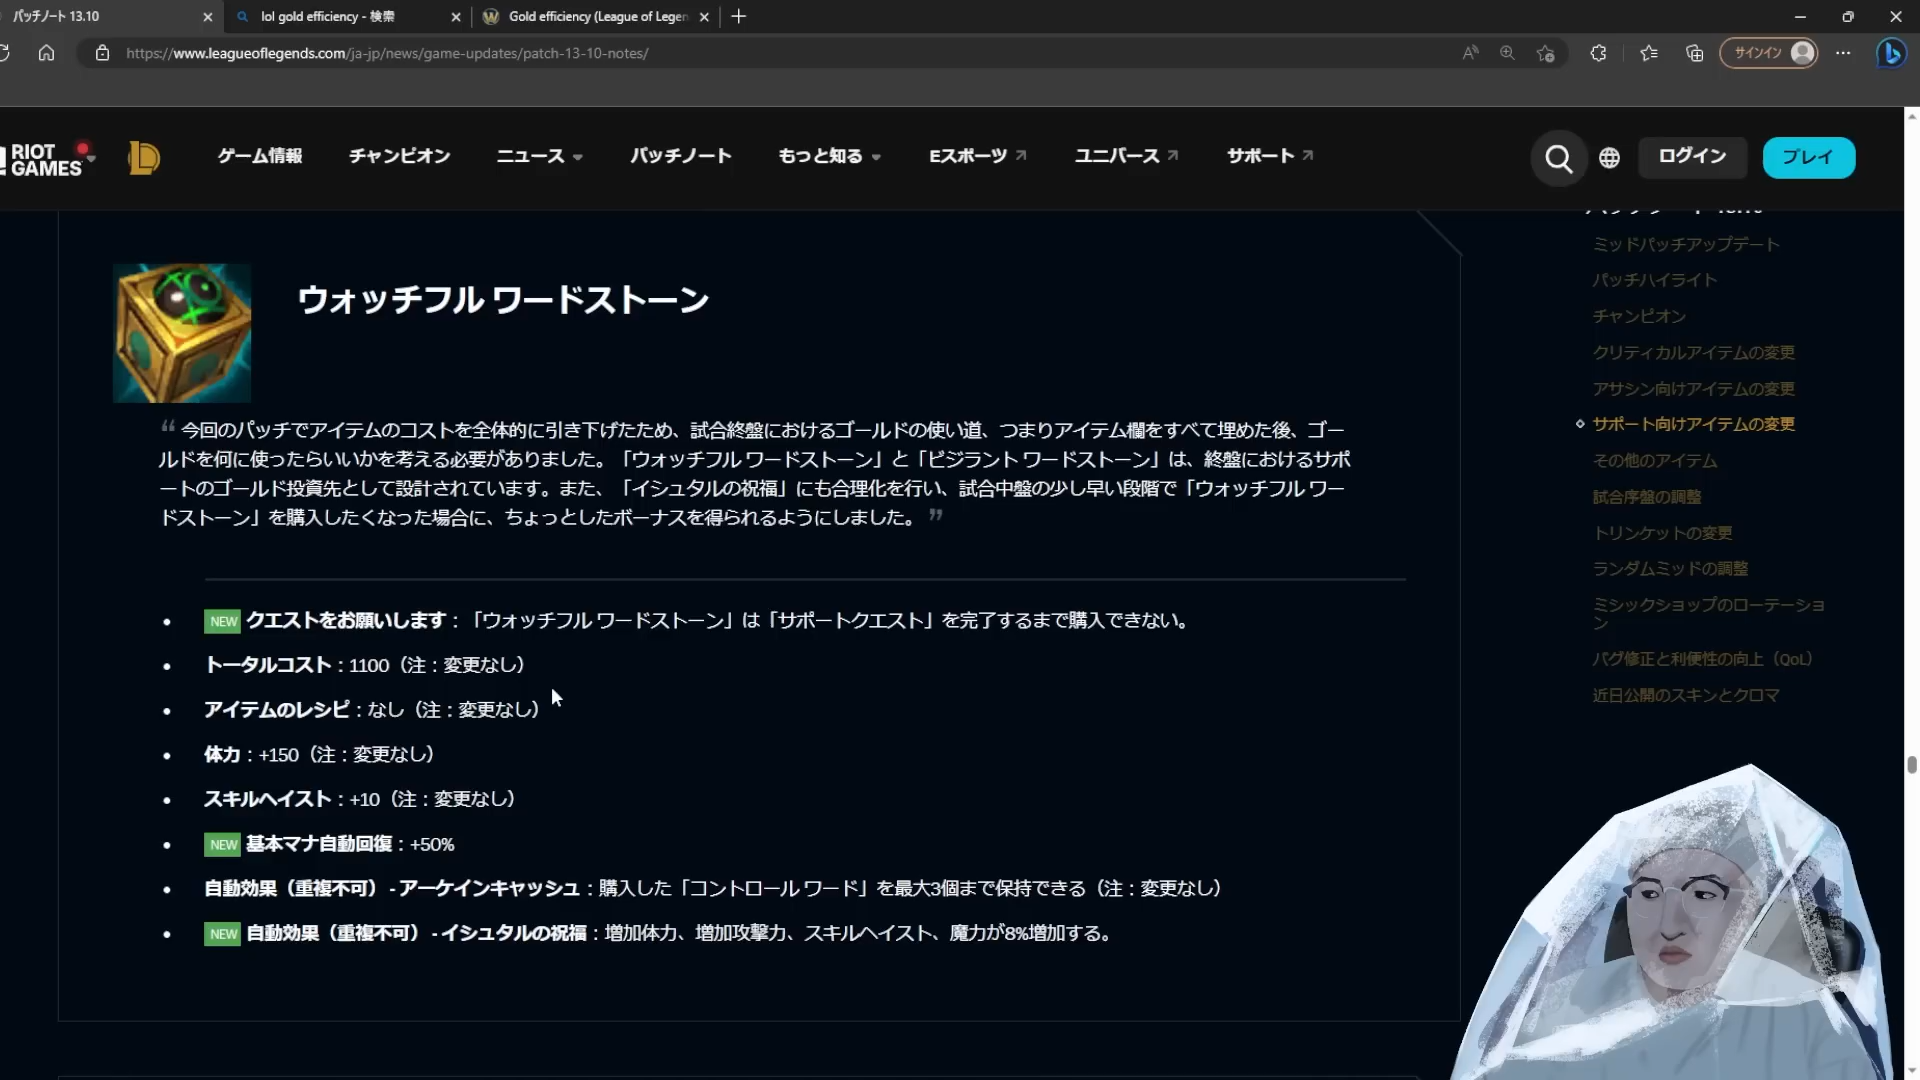 パッチノート 13.10
lol gold efficiency - 検索
Gold efficiency (League of Legen
https://www.leagueoflegends.com/ja-jp/news/game-updates/patch-13-10-notes/
サインイン
RIOT
GAMES
ゲーム情報
チャンピオン
ニュース
パッチノート
もっと知る
Eスポーツ
ユニバース
サポート
ログイン
プレイ
ウォッチフル ワードストーン
“ 今回のパッチでアイテムのコストを全体的に引き下げたため、試合終盤におけるゴールドの使い道、つまりアイテム欄をすべて埋めた後、ゴー
ルドを何に使ったらいいかを考える必要がありました。「ウォッチフル ワードストーン」と「ビジラント ワードストーン」は、終盤におけるサポ
ートのゴールド投資先として設計されています。また、「イシュタルの祝福」にも合理化を行い、試合中盤の少し早い段階で「ウォッチフル ワー
ドストーン」を購入したくなった場合に、ちょっとしたボーナスを得られるようにしました。 ”
• NEW クエストをお願いします：「ウォッチフル ワードストーン」は「サポートクエスト」を完了するまで購入できない。
• トータルコスト：1100（注：変更なし）
• アイテムのレシピ：なし（注：変更なし）
• 体力：+150（注：変更なし）
• スキルヘイスト：+10（注：変更なし）
• NEW 基本マナ自動回復：+50%
• 自動効果（重複不可） - アーケインキャッシュ：購入した「コントロール ワード」を最大3個まで保持できる（注：変更なし）
• NEW 自動効果（重複不可） - イシュタルの祝福：増加体力、増加攻撃力、スキルヘイスト、魔力が8%増加する。
ミッドパッチアップデート
パッチハイライト
チャンピオン
クリティカルアイテムの変更
アサシン向けアイテムの変更
サポート向けアイテムの変更
その他のアイテム
試合序盤の調整
トリンケットの変更
ランダムミッドの調整
ミシックショップのローテーショ
ン
バグ修正と利便性の向上（QoL）
近日公開のスキンとクロマ